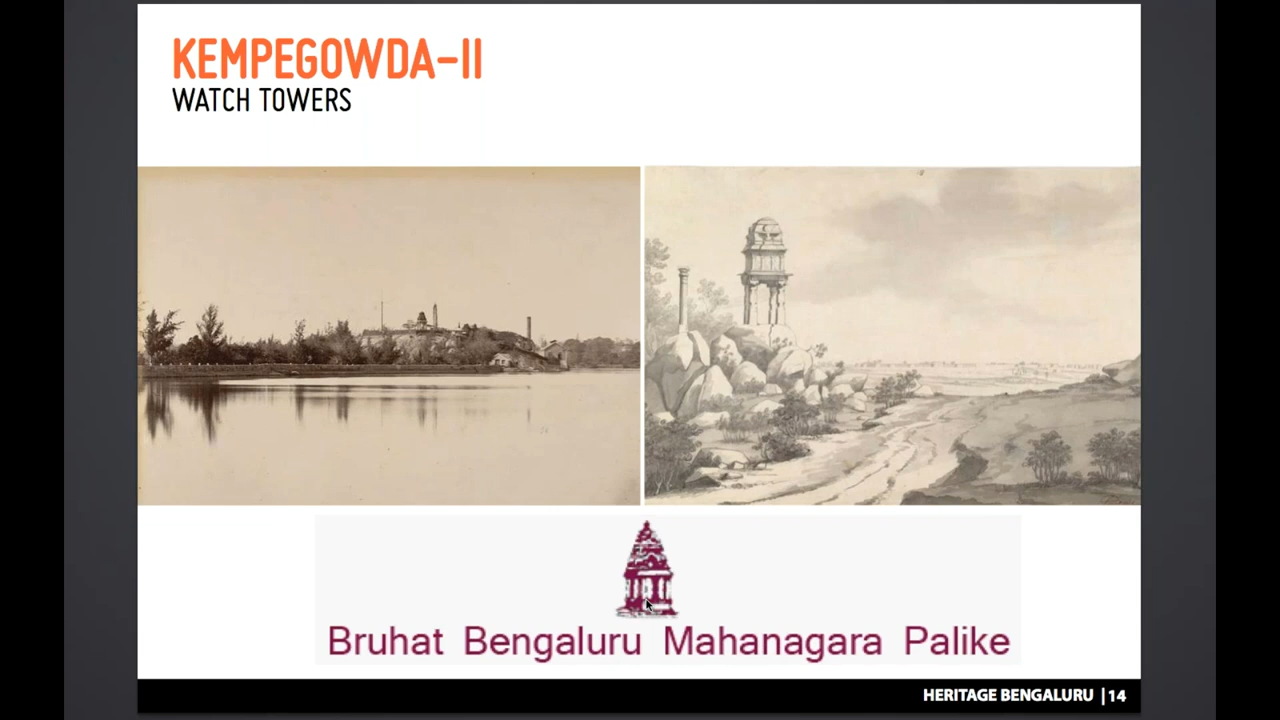 KEMPEGOWDA-II
WATCH TOWERS
Bruhat Bengaluru Mahanagara Palike
HERITAGE BENGALURU | 14